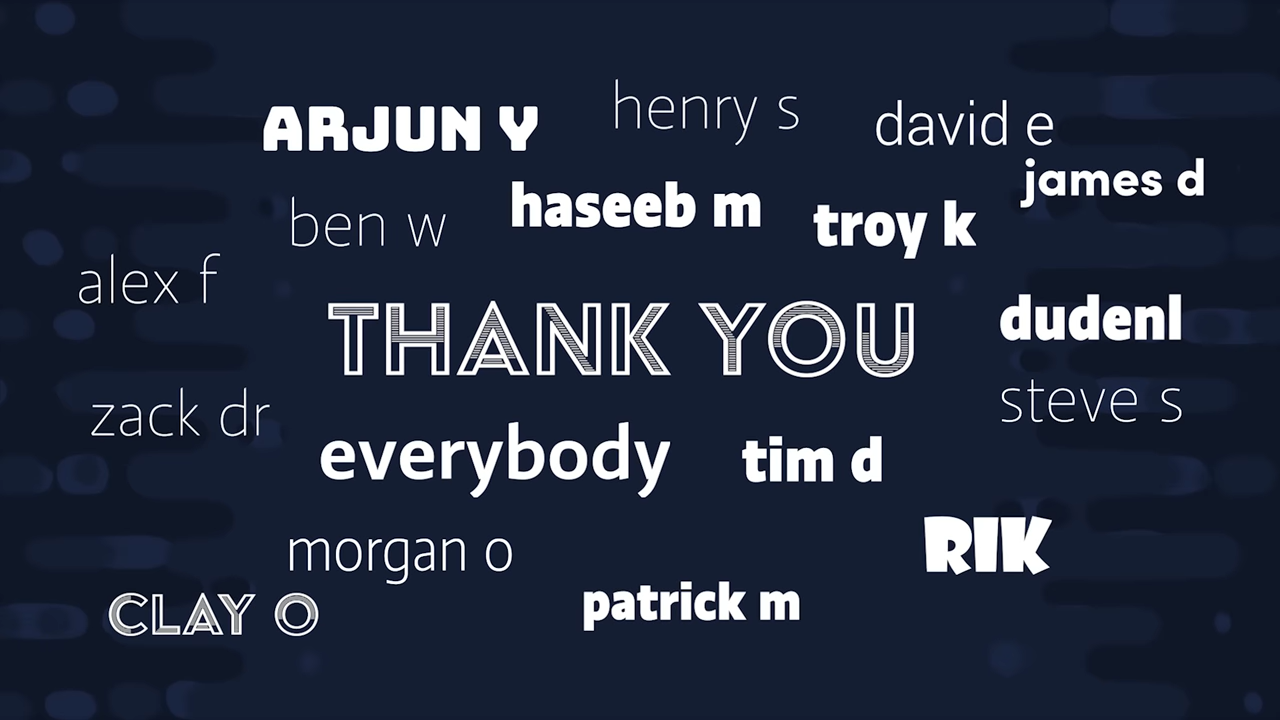 ARJUN Y
henry s
david e
james d
ben w
haseeb m
troy k
alex f
THANK YOU
dudenl
zack dr
steve s
everybody
tim d
morgan o
RIK
CLAY O
patrick m